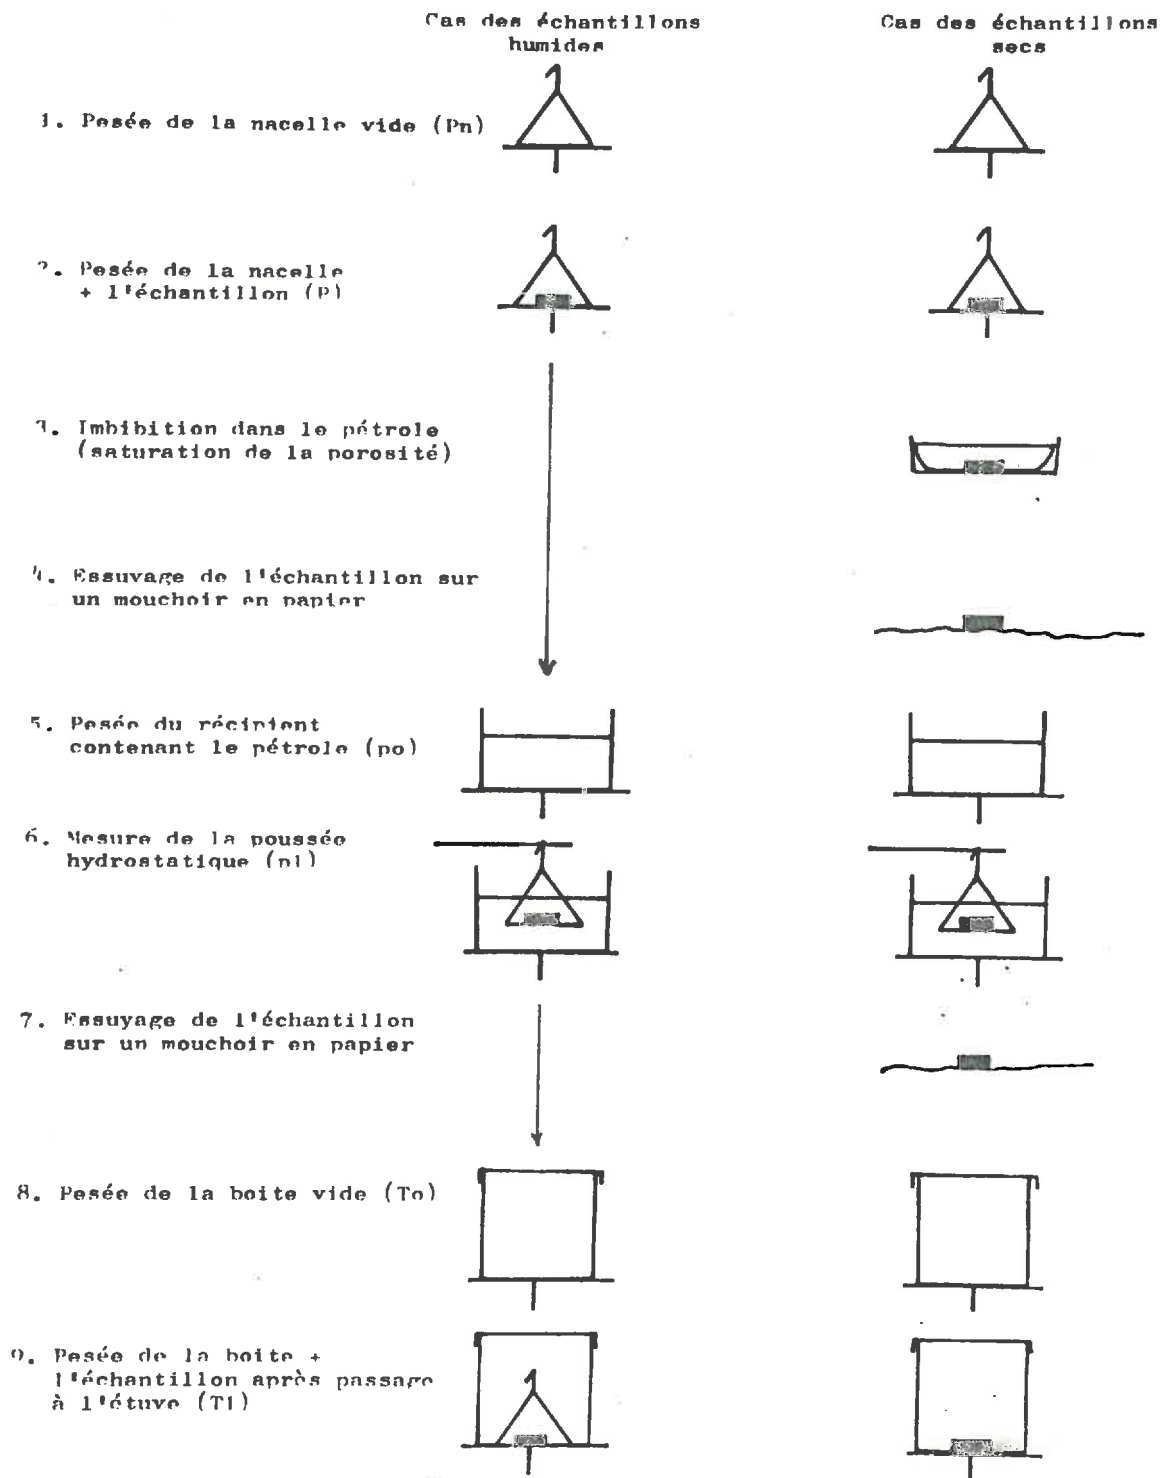 Cas des échantillons
humides
Cas des échantillons
secs
1. Pesée de la nacelle vide (Pn)
2. Pesée de la nacelle
+ l'échantillon (P)
3. Imbibition dans le pétrole
(saturation de la porosité)
4. Essuyage de l'échantillon sur
un mouchoir en papier
5. Pesée du récipient
contenant le pétrole (po)
6. Mesure de la poussée
hydrostatique (p1)
7. Essuyage de l'échantillon
sur un mouchoir en papier
8. Pesée de la boite vide (To)
9. Pesée de la boite +
l'échantillon après passage
à l'étuve (T1)